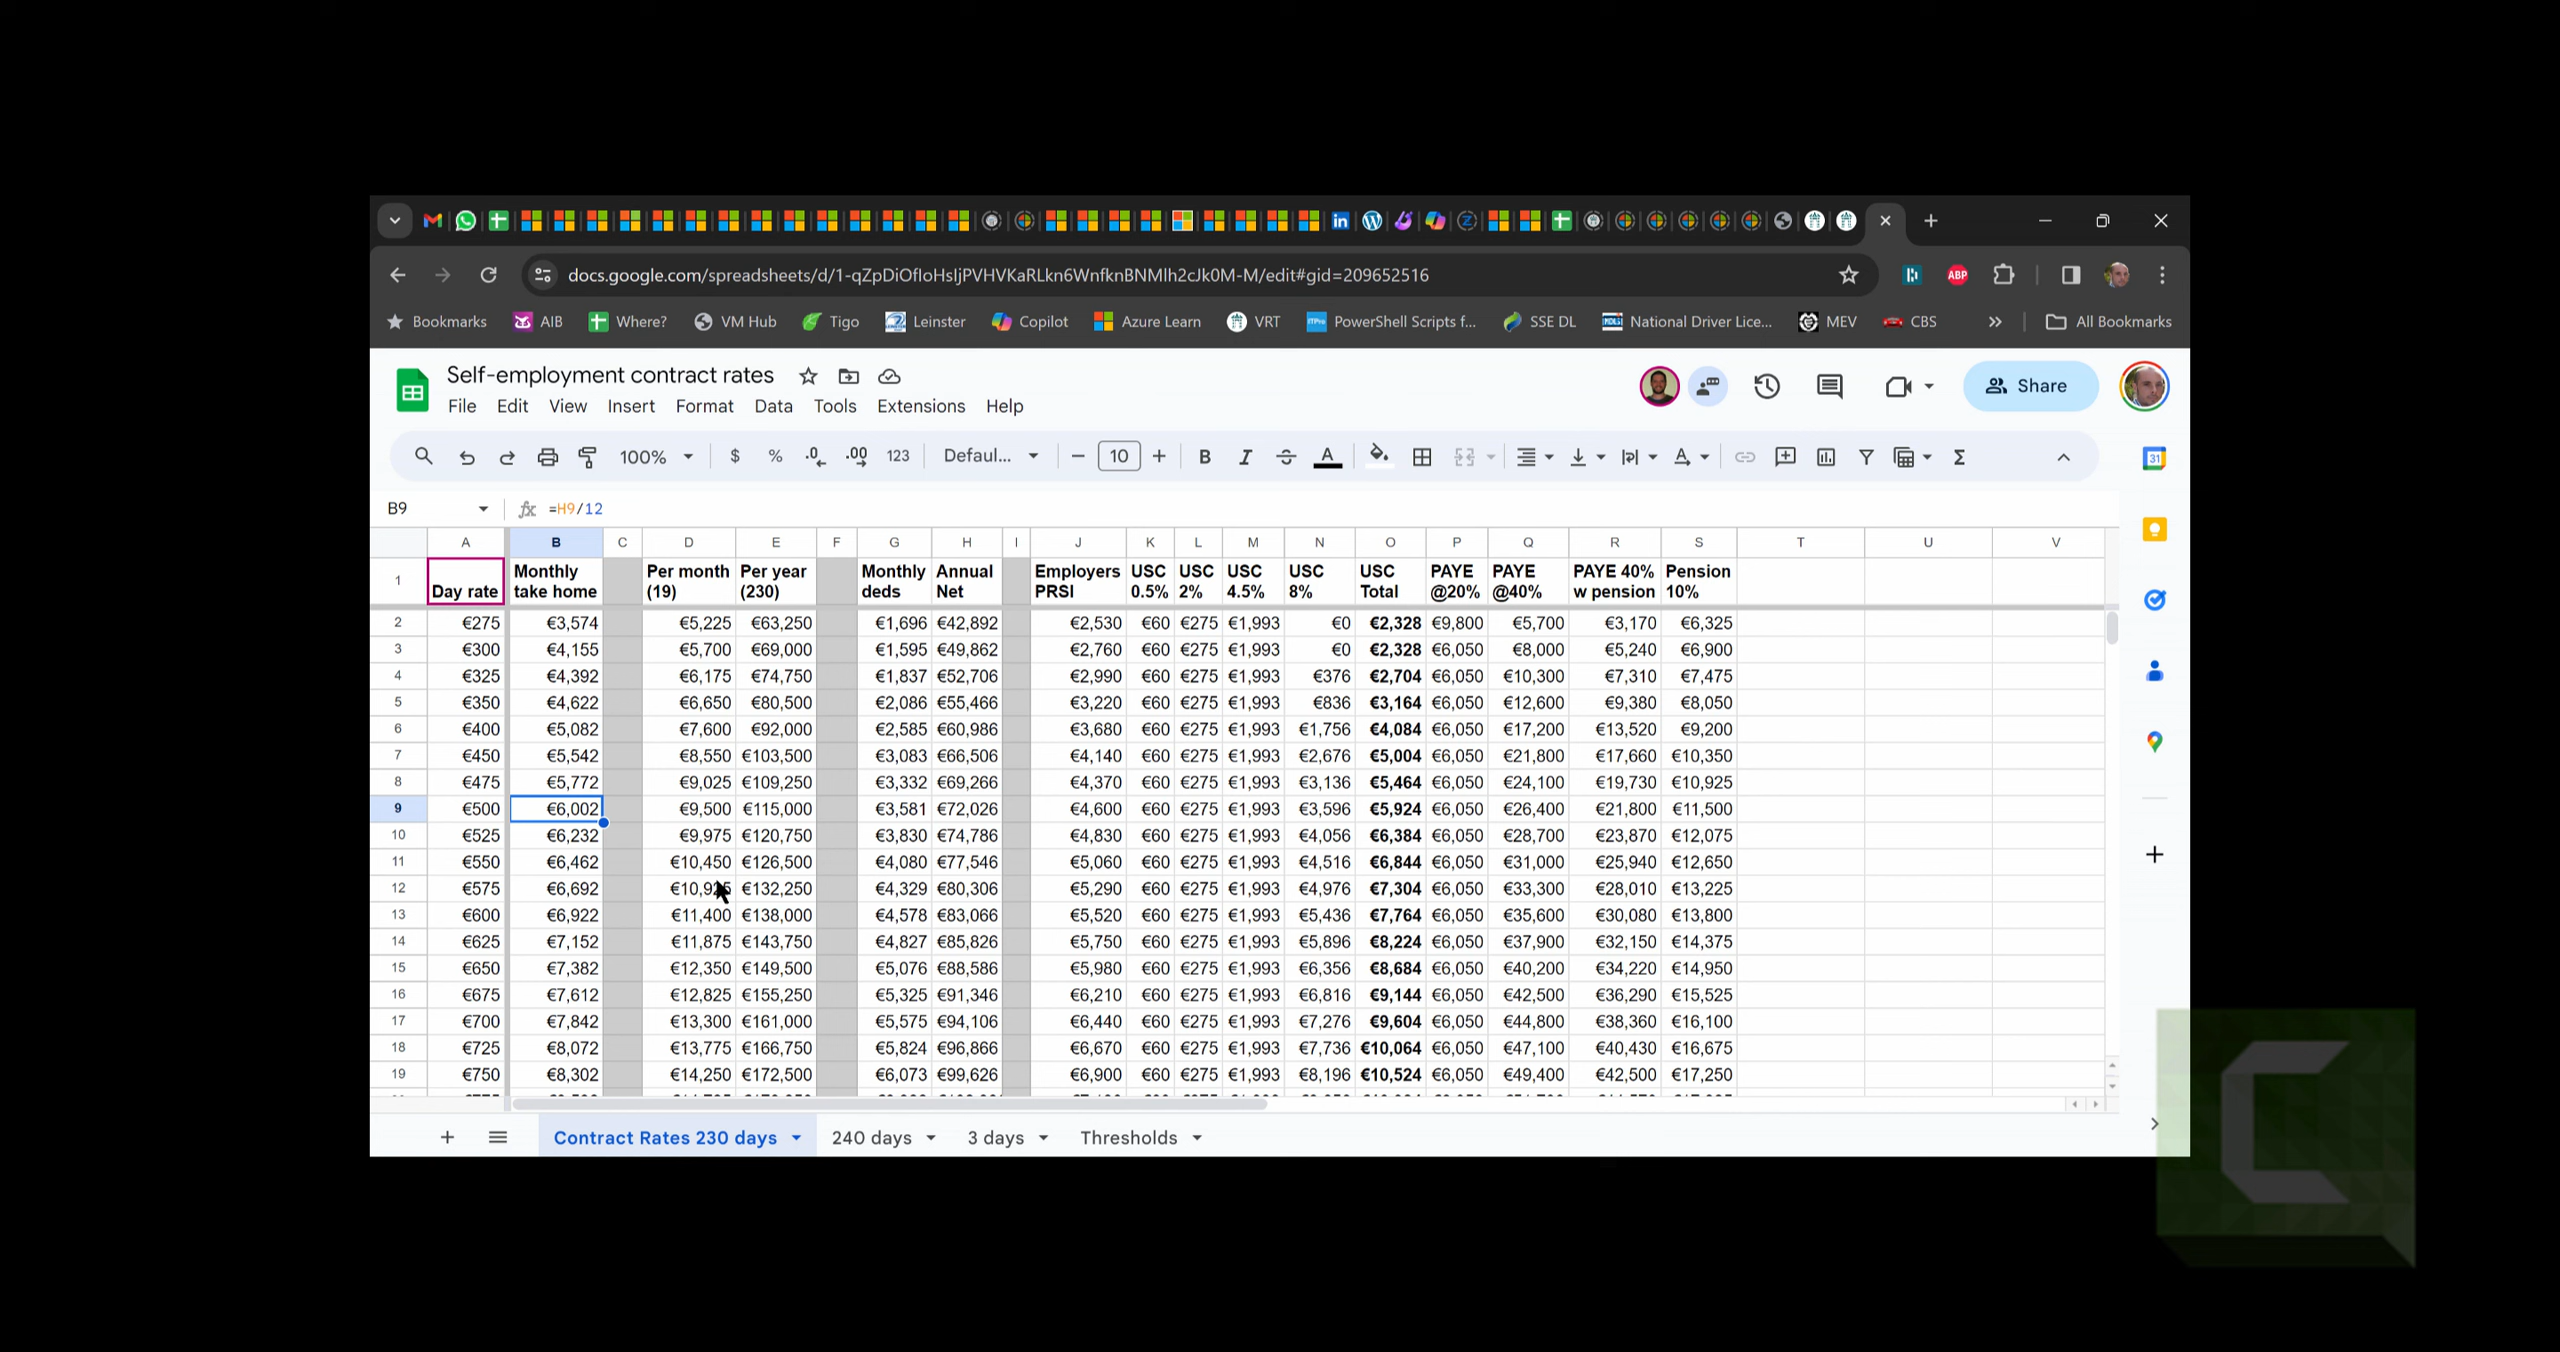 docs.google.com/spreadsheets/d/1-qZpDiOfIoHsIjPVHVKaRLkn6WnfknBNMIh2cJk0M-M/edit#gid=209652516
Bookmarks AIB Where? VM Hub Tigo Leinster Copilot Azure Learn VRT PowerShell Scripts f... SSE DL National Driver Lice... MEV CBS » All Bookmarks
Self-employment contract rates
File Edit View Insert Format Data Tools Extensions Help
Share
100% $ % .0 .00 123 Defaul... − 10 + B I A Σ
B9 fx =H9/12
A B C D E F G H I J K L M N O P Q R S T U V
1 Day rate Monthly take home Per month (19) Per year (230) Monthly deds Annual Net Employers PRSI USC 0.5% USC 2% USC 4.5% USC 8% USC Total PAYE @20% PAYE @40% PAYE 40% w pension Pension 10%
2 €275 €3,574 €5,225 €63,250 €1,696 €42,892 €2,530 €60 €275 €1,993 €0 €2,328 €9,800 €5,700 €3,170 €6,325
3 €300 €4,155 €5,700 €69,000 €1,595 €49,862 €2,760 €60 €275 €1,993 €0 €2,328 €6,050 €8,000 €5,240 €6,900
4 €325 €4,392 €6,175 €74,750 €1,837 €52,706 €2,990 €60 €275 €1,993 €376 €2,704 €6,050 €10,300 €7,310 €7,475
5 €350 €4,622 €6,650 €80,500 €2,086 €55,466 €3,220 €60 €275 €1,993 €836 €3,164 €6,050 €12,600 €9,380 €8,050
6 €400 €5,082 €7,600 €92,000 €2,585 €60,986 €3,680 €60 €275 €1,993 €1,756 €4,084 €6,050 €17,200 €13,520 €9,200
7 €450 €5,542 €8,550 €103,500 €3,083 €66,506 €4,140 €60 €275 €1,993 €2,676 €5,004 €6,050 €21,800 €17,660 €10,350
8 €475 €5,772 €9,025 €109,250 €3,332 €69,266 €4,370 €60 €275 €1,993 €3,136 €5,464 €6,050 €24,100 €19,730 €10,925
9 €500 €6,002 €9,500 €115,000 €3,581 €72,026 €4,600 €60 €275 €1,993 €3,596 €5,924 €6,050 €26,400 €21,800 €11,500
10 €525 €6,232 €9,975 €120,750 €3,830 €74,786 €4,830 €60 €275 €1,993 €4,056 €6,384 €6,050 €28,700 €23,870 €12,075
11 €550 €6,462 €10,450 €126,500 €4,080 €77,546 €5,060 €60 €275 €1,993 €4,516 €6,844 €6,050 €31,000 €25,940 €12,650
12 €575 €6,692 €10,925 €132,250 €4,329 €80,306 €5,290 €60 €275 €1,993 €4,976 €7,304 €6,050 €33,300 €28,010 €13,225
13 €600 €6,922 €11,400 €138,000 €4,578 €83,066 €5,520 €60 €275 €1,993 €5,436 €7,764 €6,050 €35,600 €30,080 €13,800
14 €625 €7,152 €11,875 €143,750 €4,827 €85,826 €5,750 €60 €275 €1,993 €5,896 €8,224 €6,050 €37,900 €32,150 €14,375
15 €650 €7,382 €12,350 €149,500 €5,076 €88,586 €5,980 €60 €275 €1,993 €6,356 €8,684 €6,050 €40,200 €34,220 €14,950
16 €675 €7,612 €12,825 €155,250 €5,325 €91,346 €6,210 €60 €275 €1,993 €6,816 €9,144 €6,050 €42,500 €36,290 €15,525
17 €700 €7,842 €13,300 €161,000 €5,575 €94,106 €6,440 €60 €275 €1,993 €7,276 €9,604 €6,050 €44,800 €38,360 €16,100
18 €725 €8,072 €13,775 €166,750 €5,824 €96,866 €6,670 €60 €275 €1,993 €7,736 €10,064 €6,050 €47,100 €40,430 €16,675
19 €750 €8,302 €14,250 €172,500 €6,073 €99,626 €6,900 €60 €275 €1,993 €8,196 €10,524 €6,050 €49,400 €42,500 €17,250
Contract Rates 230 days 240 days 3 days Thresholds